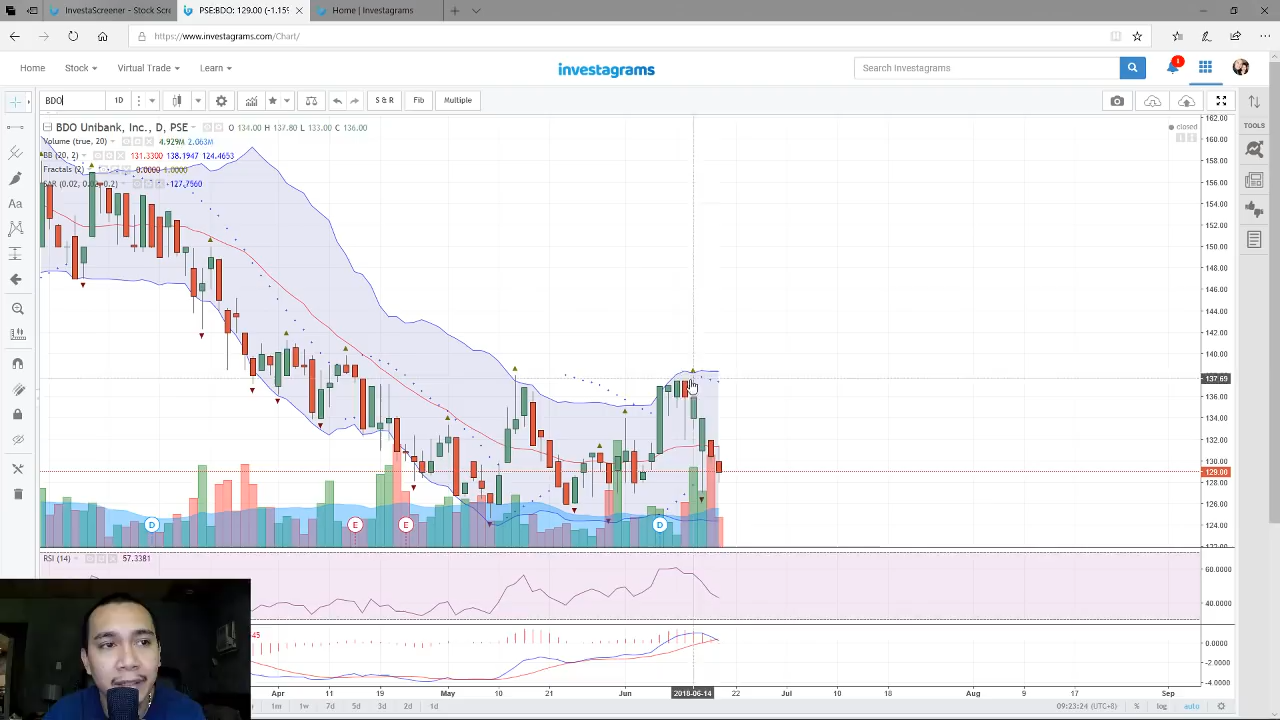 InvestaScreener - Stock Scre
PSE:BDO: 129.00 (-1.15%
Home | Investagrams
https://www.investagrams.com/Chart/
Home Stock Virtual Trade Learn
investagrams
Search Investagrams
1
BDO 1D S & R Fib Multiple
BDO Unibank, Inc., D, PSE O 134.00 H 137.80 L 133.00 C 136.00
closed
TOOLS
Volume (true, 20) 4.929M 2.063M
BB (20, 2) 131.3300 138.1947 124.4653
Fractals (2) 0.0000 1.0000
SAR (0.02, 0.02, 0.2) 127.7560
Aa
162.00
160.00
158.00
156.00
154.00
152.00
150.00
148.00
146.00
144.00
142.00
140.00
137.69
136.00
134.00
132.00
130.00
129.00
128.00
126.00
124.00
D E E D
RSI (14) 57.3381
60.0000
40.0000
45
0.0000
-2.0000
-4.0000
Apr 11 19 May 10 21 Jun 2018-06-14 22 Jul 10 18 Aug 9 17 Sep
1m 7d 5d 3d 2d 1d
09:23:24 (UTC+8) % log auto